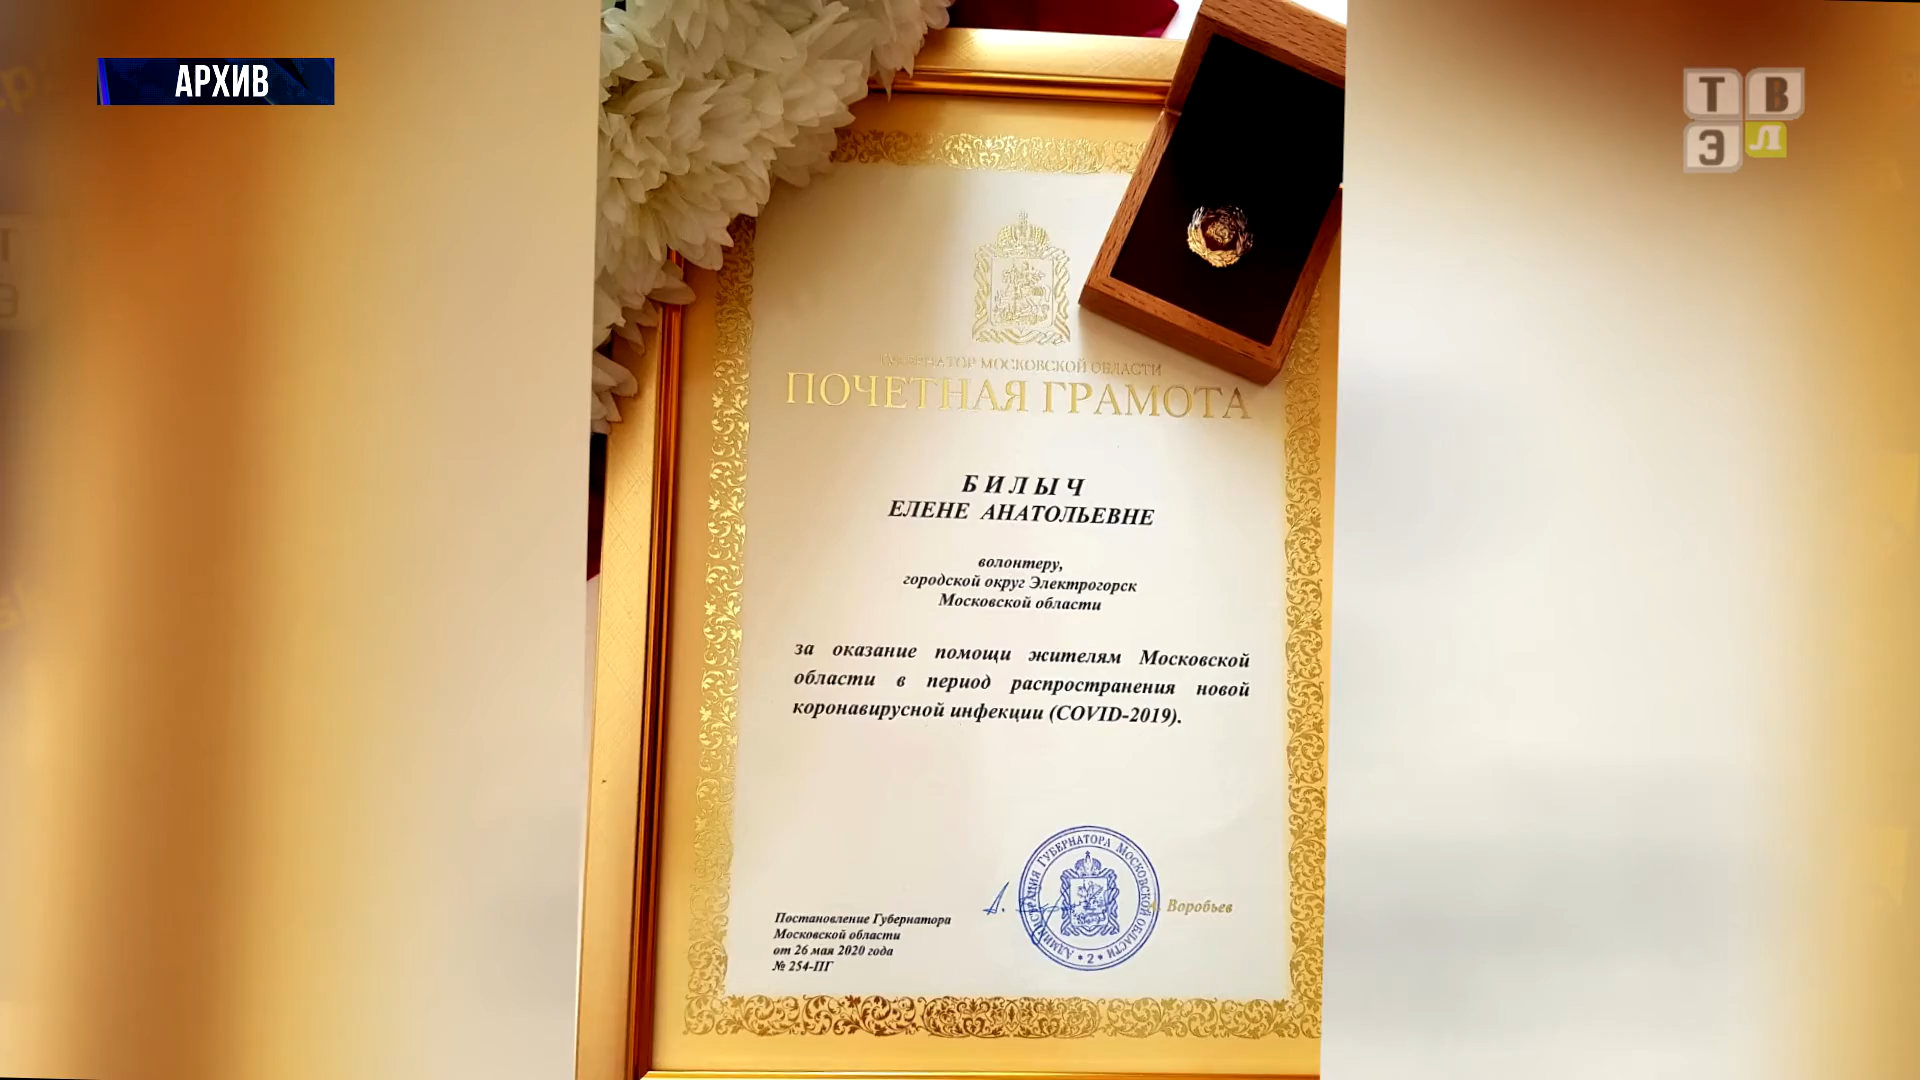 АРХИВ
ТВ
ЭЛ
ГУБЕРНАТОР МОСКОВСКОЙ ОБЛАСТИ
ПОЧЕТНАЯ ГРАМОТА
БИЛЫЧ
ЕЛЕНЕ АНАТОЛЬЕВНЕ
волонтеру,
городской округ Электрогорск
Московской области
за оказание помощи жителям Московской
области в период распространения новой
коронавирусной инфекции (COVID-2019).
АДМИНИСТРАЦИЯ ГУБЕРНАТОРА МОСКОВСКОЙ ОБЛАСТИ
* 2 *
Воробьев
Постановление Губернатора
Московской области
от 26 мая 2020 года
№ 254-ПГ